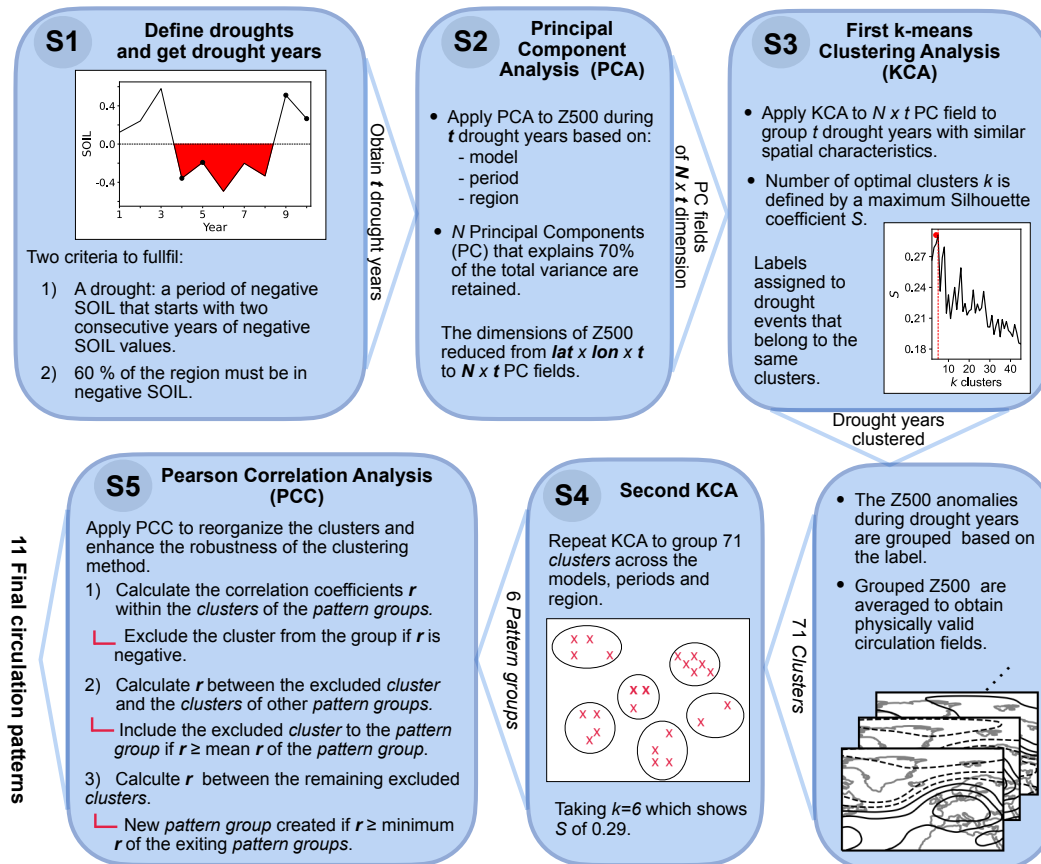 S1
Define droughts
and get drought years
0.4
0.0
-0.4
SOIL
1 3 5 7 9
Year
Two criteria to fullfil:
1) A drought: a period of negative
SOIL that starts with two
consecutive years of negative
SOIL values.
2) 60 % of the region must be in
negative SOIL.
Obtain t drought years
S2
Principal
Component
Analysis (PCA)
• Apply PCA to Z500 during
t drought years based on:
- model
- period
- region
• N Principal Components
(PC) that explains 70%
of the total variance are
retained.
The dimensions of Z500
reduced from lat x lon x t
to N x t PC fields.
PC fields
of N x t dimension
S3
First k-means
Clustering Analysis
(KCA)
• Apply KCA to N x t PC field to
group t drought years with similar
spatial characteristics.
• Number of optimal clusters k is
defined by a maximum Silhouette
coefficient S.
Labels
assigned to
drought
events that
belong to the
same
clusters.
0.27
0.24
0.21
0.18
S
10 20 30 40
k clusters
Drought years
clustered
• The Z500 anomalies
during drought years
are grouped based on
the label.
• Grouped Z500 are
averaged to obtain
physically valid
circulation fields.
71 Clusters
S4
Second KCA
Repeat KCA to group 71
clusters across the
models, periods and
region.
x x
x x
x x x
x x x
x
x x
x
x x
x
x
x
x
x
x
x x
Taking k=6 which shows
S of 0.29.
6 Pattern groups
S5
Pearson Correlation Analysis
(PCC)
Apply PCC to reorganize the clusters and
enhance the robustness of the clustering
method.
1) Calculate the correlation coefficients r
within the clusters of the pattern groups.
Exclude the cluster from the group if r is
negative.
2) Calculate r between the excluded cluster
and the clusters of other pattern groups.
Include the excluded cluster to the pattern
group if r ≥ mean r of the pattern group.
3) Calculte r between the remaining excluded
clusters.
New pattern group created if r ≥ minimum
r of the exiting pattern groups.
11 Final circulation patterns